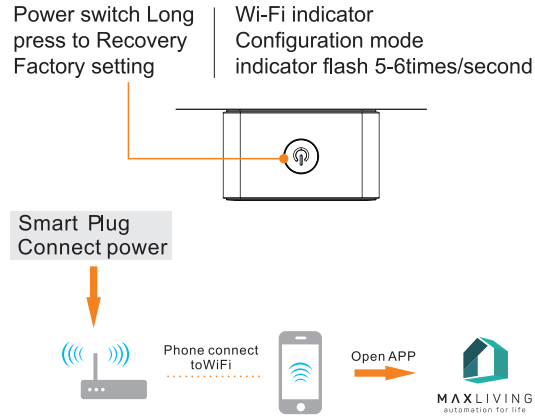 Power switch Long
press to Recovery
Factory setting
Wi-Fi indicator
Configuration mode
indicator flash 5-6times/second
Smart Plug
Connect power
Phone connect
toWiFi
Open APP
MAXLIVING
automation for life